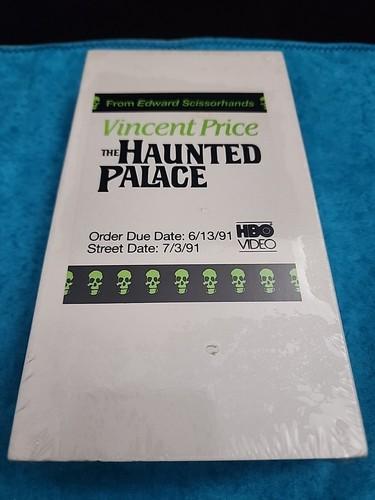 From Edward Scissorhands
Vincent Price
THE HAUNTED
PALACE
Order Due Date: 6/13/91
Street Date: 7/3/91
HBO
VIDEO